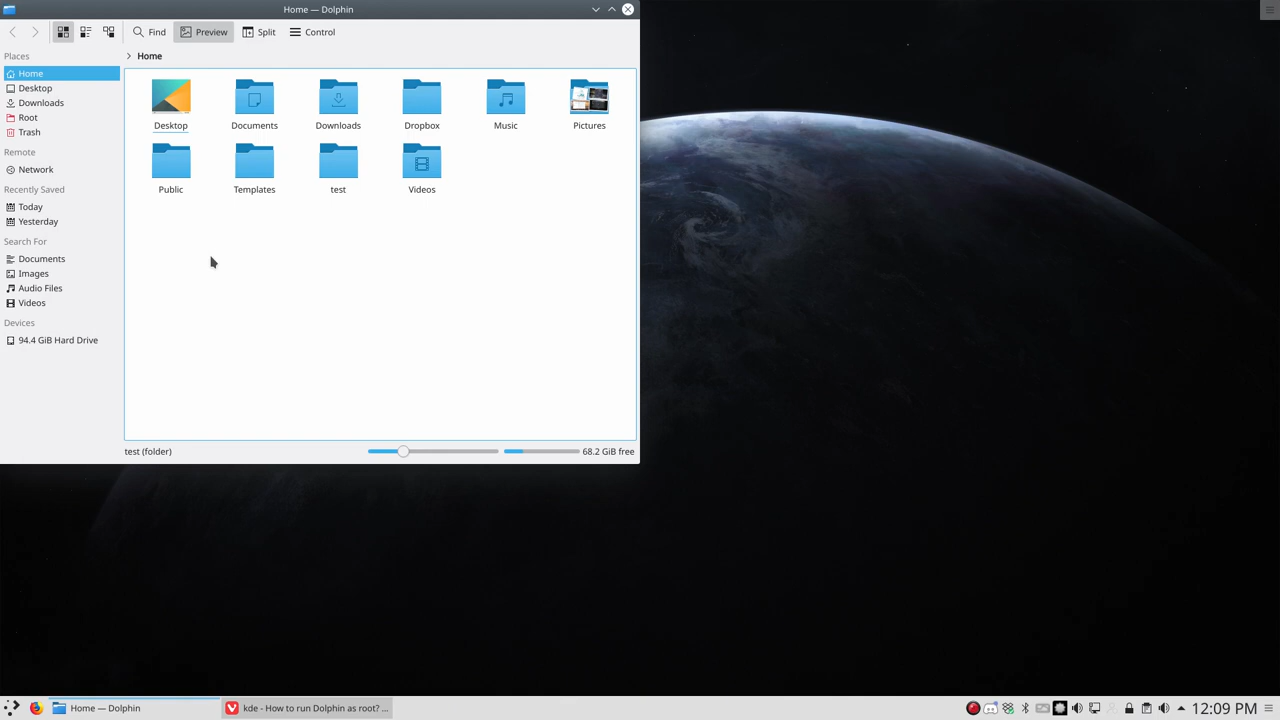 Home — Dolphin
Find
Preview
Split
Control
Places
Home
Desktop
Downloads
Root
Trash
Remote
Network
Recently Saved
Today
Yesterday
Search For
Documents
Images
Audio Files
Videos
Devices
94.4 GiB Hard Drive
Home
Desktop Documents Downloads Dropbox Music Pictures
Public Templates test Videos
test (folder)
68.2 GiB free
Home — Dolphin
kde - How to run Dolphin as root? ...
12:09 PM